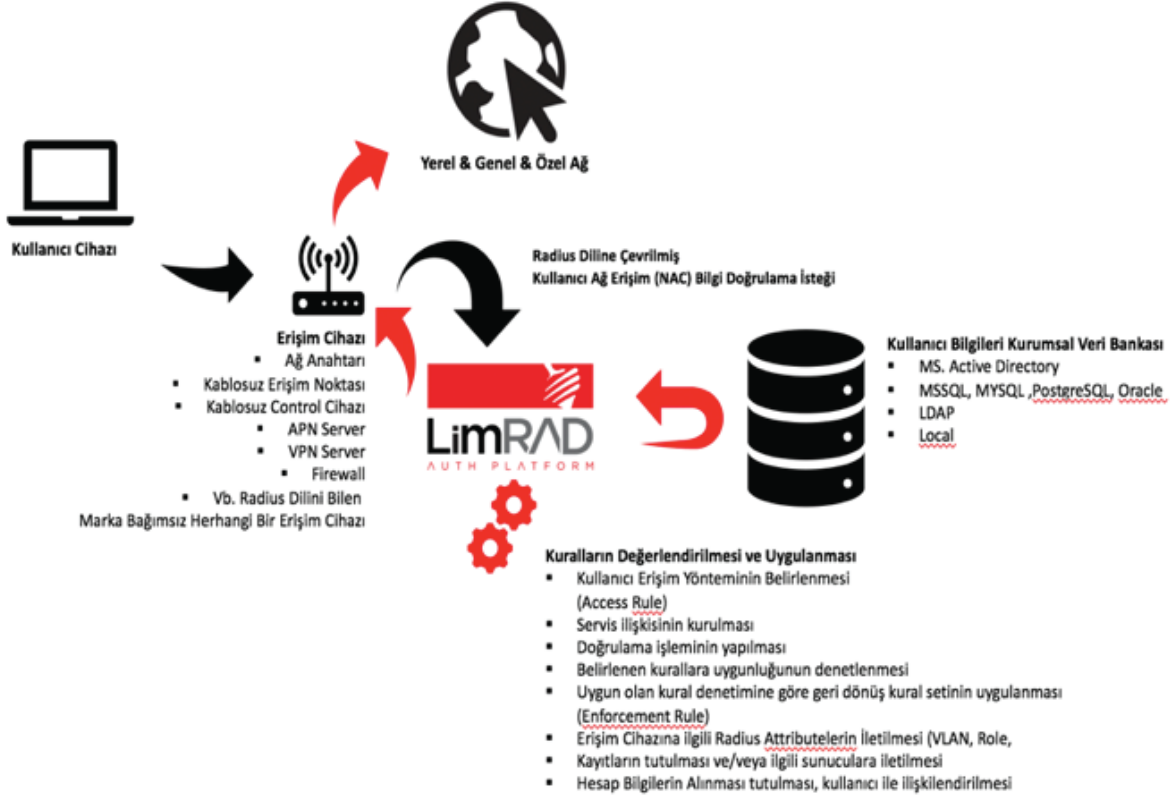 Yerel & Genel & Özel Ağ
Kullanıcı Cihazı
Radius Diline Çevrilmiş
Kullanıcı Ağ Erişim (NAC) Bilgi Doğrulama İsteği
Erişim Cihazı
▪ Ağ Anahtarı
▪ Kablosuz Erişim Noktası
▪ Kablosuz Control Cihazı
▪ APN Server
▪ VPN Server
▪ Firewall
▪ Vb. Radius Dilini Bilen
Marka Bağımsız Herhangi Bir Erişim Cihazı
LimRAD
AUTH PLATFORM
Kullanıcı Bilgileri Kurumsal Veri Bankası
▪ MS. Active Directory
▪ MSSQL, MYSQL ,PostgreSQL, Oracle
▪ LDAP
▪ Local
Kuralların Değerlendirilmesi ve Uygulanması
▪ Kullanıcı Erişim Yönteminin Belirlenmesi
(Access Rule)
▪ Servis ilişkisinin kurulması
▪ Doğrulama işleminin yapılması
▪ Belirlenen kurallara uygunluğunun denetlenmesi
▪ Uygun olan kural denetimine göre geri dönüş kural setinin uygulanması
(Enforcement Rule)
▪ Erişim Cihazına ilgili Radius Attributelerin İletilmesi (VLAN, Role,
▪ Kayıtların tutulması ve/veya ilgili sunuculara iletilmesi
▪ Hesap Bilgilerin Alınması tutulması, kullanıcı ile ilişkilendirilmesi